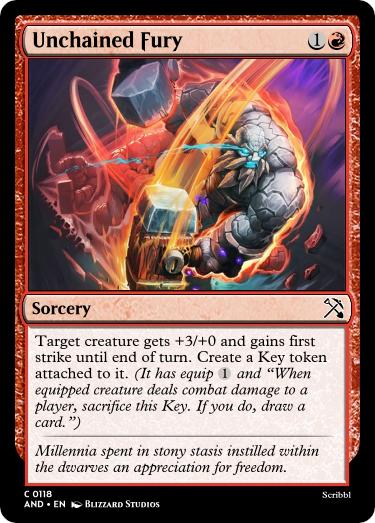 Unchained Fury 1
Sorcery
Target creature gets +3/+0 and gains first
strike until end of turn. Create a Key token
attached to it. (It has equip 1 and “When
equipped creature deals combat damage to a
player, sacrifice this Key. If you do, draw a
card.”)
Millennia spent in stony stasis instilled within
the dwarves an appreciation for freedom.
C 0118
Scribbl
AND • EN Blizzard Studios